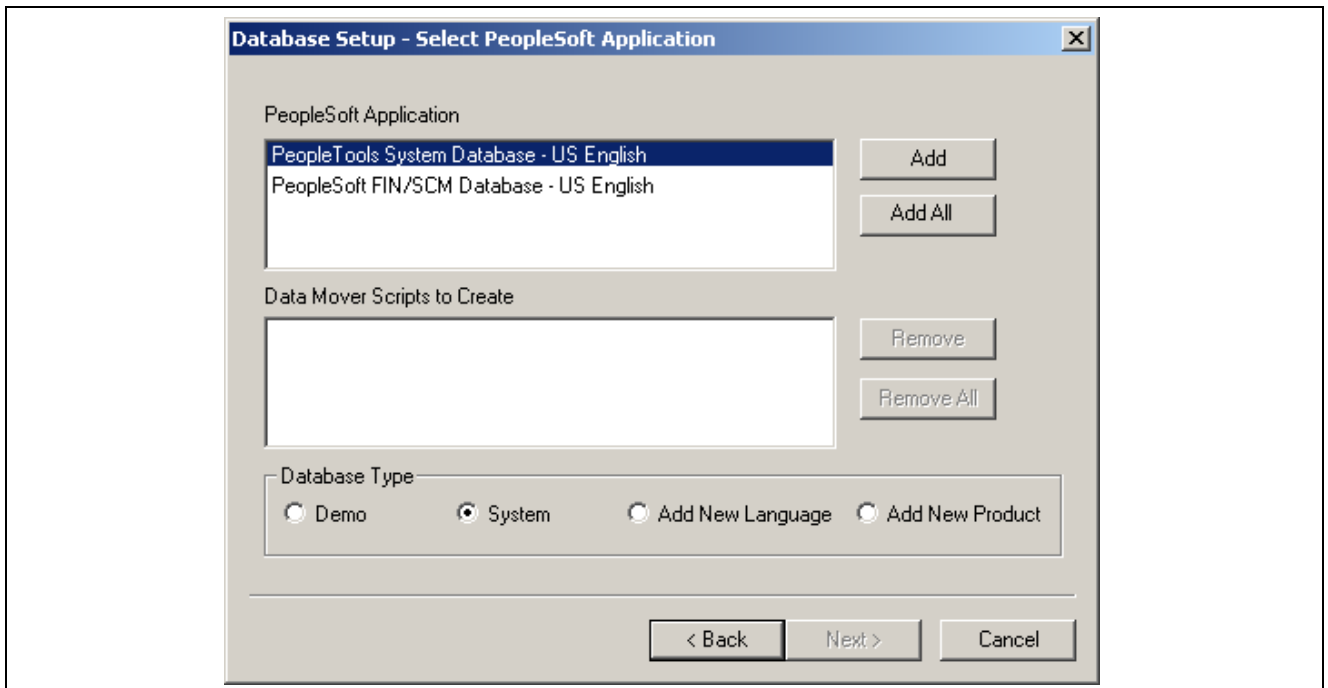 Database Setup - Select PeopleSoft Application
PeopleSoft Application
PeopleTools System Database - US English
PeopleSoft FIN/SCM Database - US English
Add
Add All
Data Mover Scripts to Create
Remove
Remove All
Database Type
Demo System Add New Language Add New Product
< Back Next > Cancel